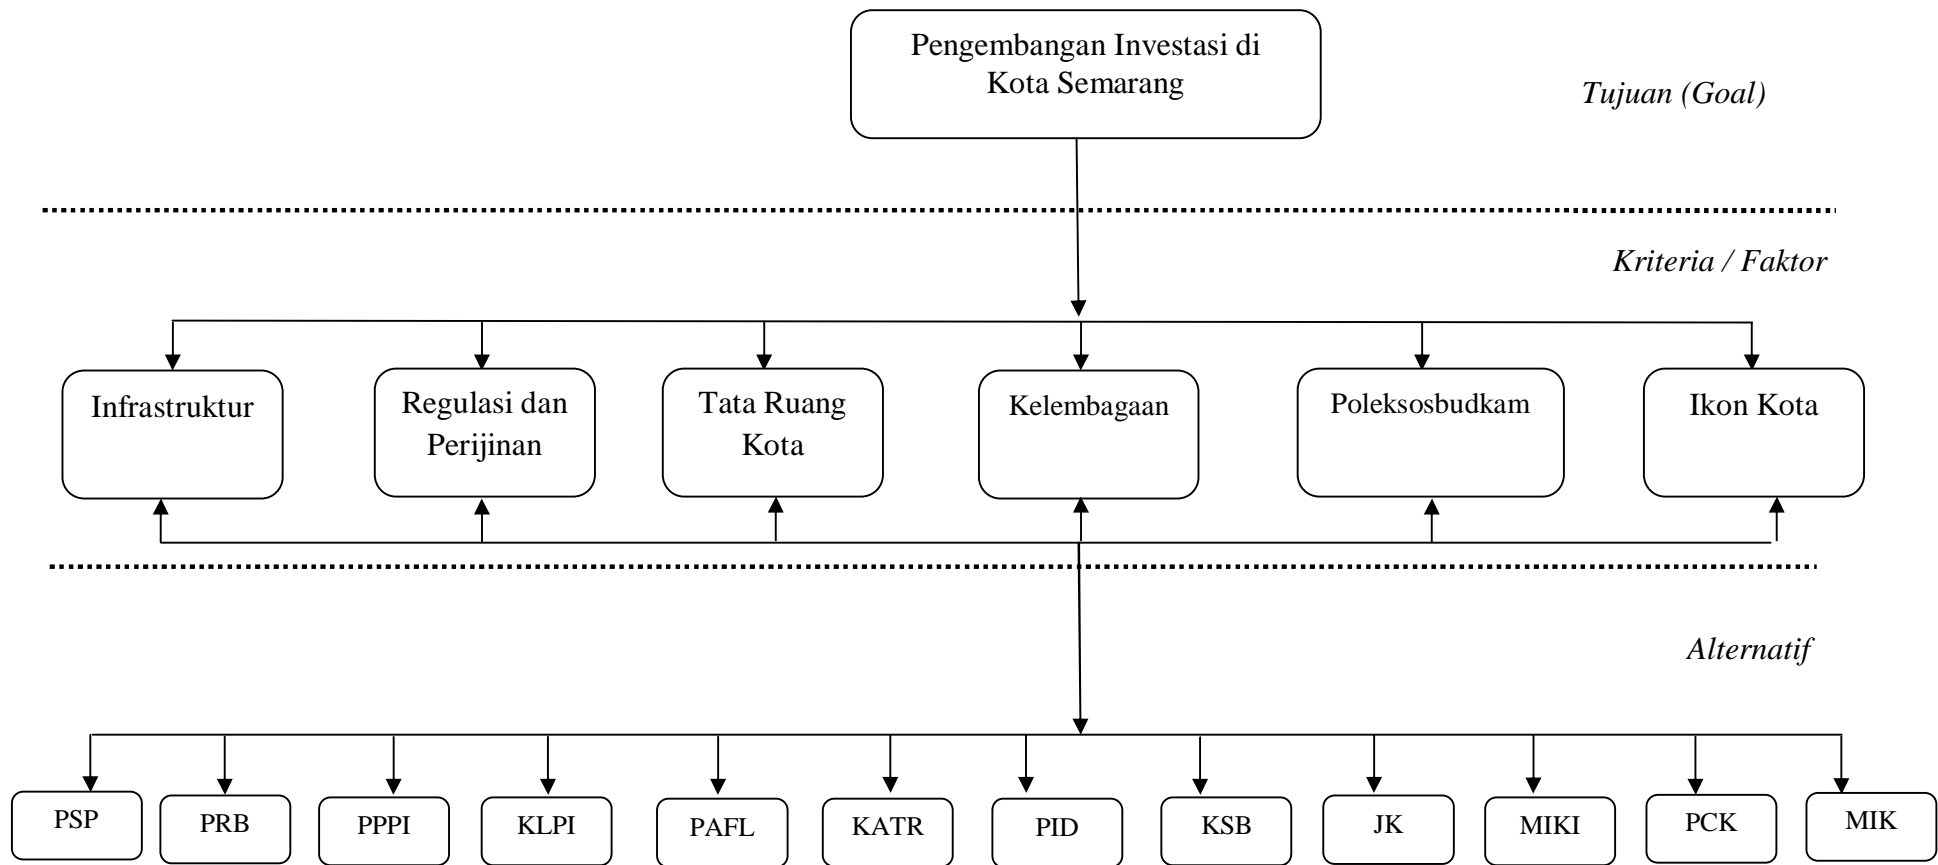 Pengembangan Investasi di
Kota Semarang
Tujuan (Goal)
Kriteria / Faktor
Infrastruktur
Regulasi dan
Perijinan
Tata Ruang
Kota
Kelembagaan
Poleksosbudkam
Ikon Kota
Alternatif
PSP
PRB
PPPI
KLPI
PAFL
KATR
PID
KSB
JK
MIKI
PCK
MIK